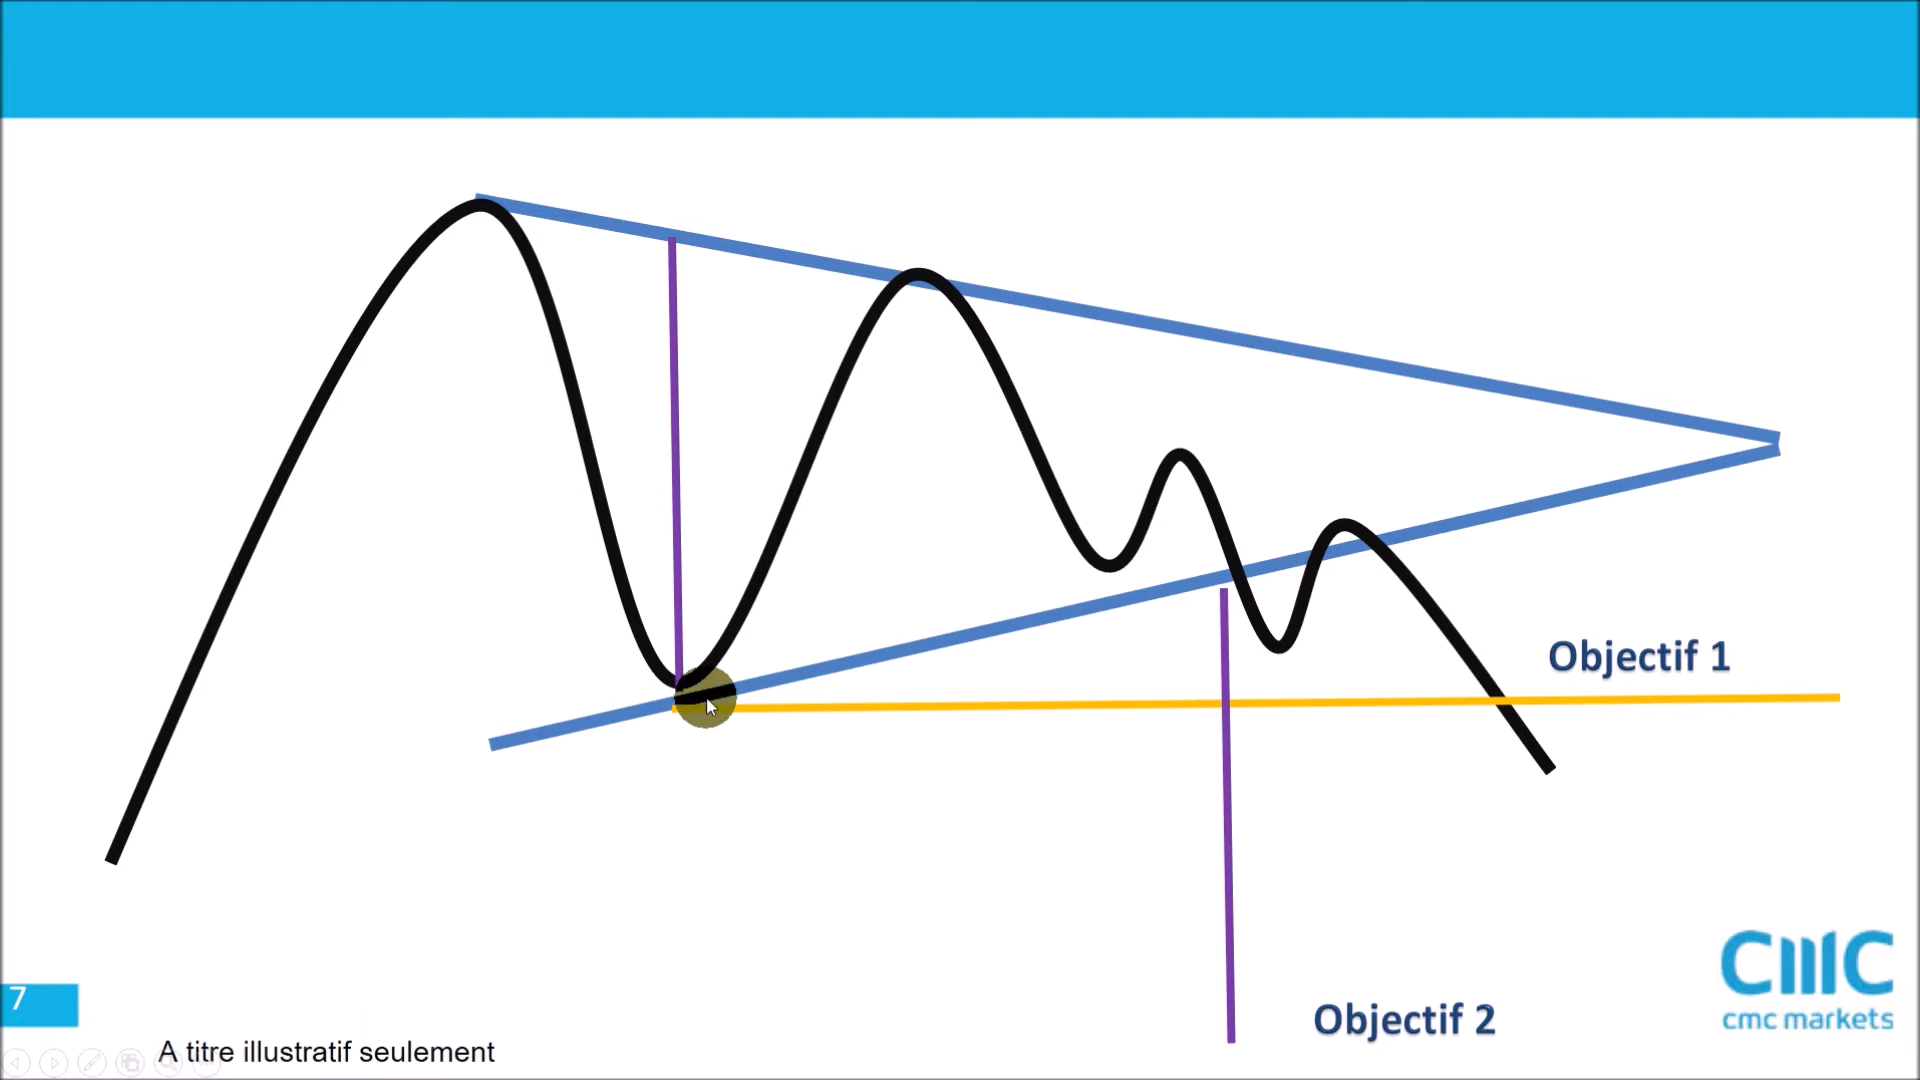 Objectif 1
CMC
cmc markets
7
Objectif 2
A titre illustratif seulement